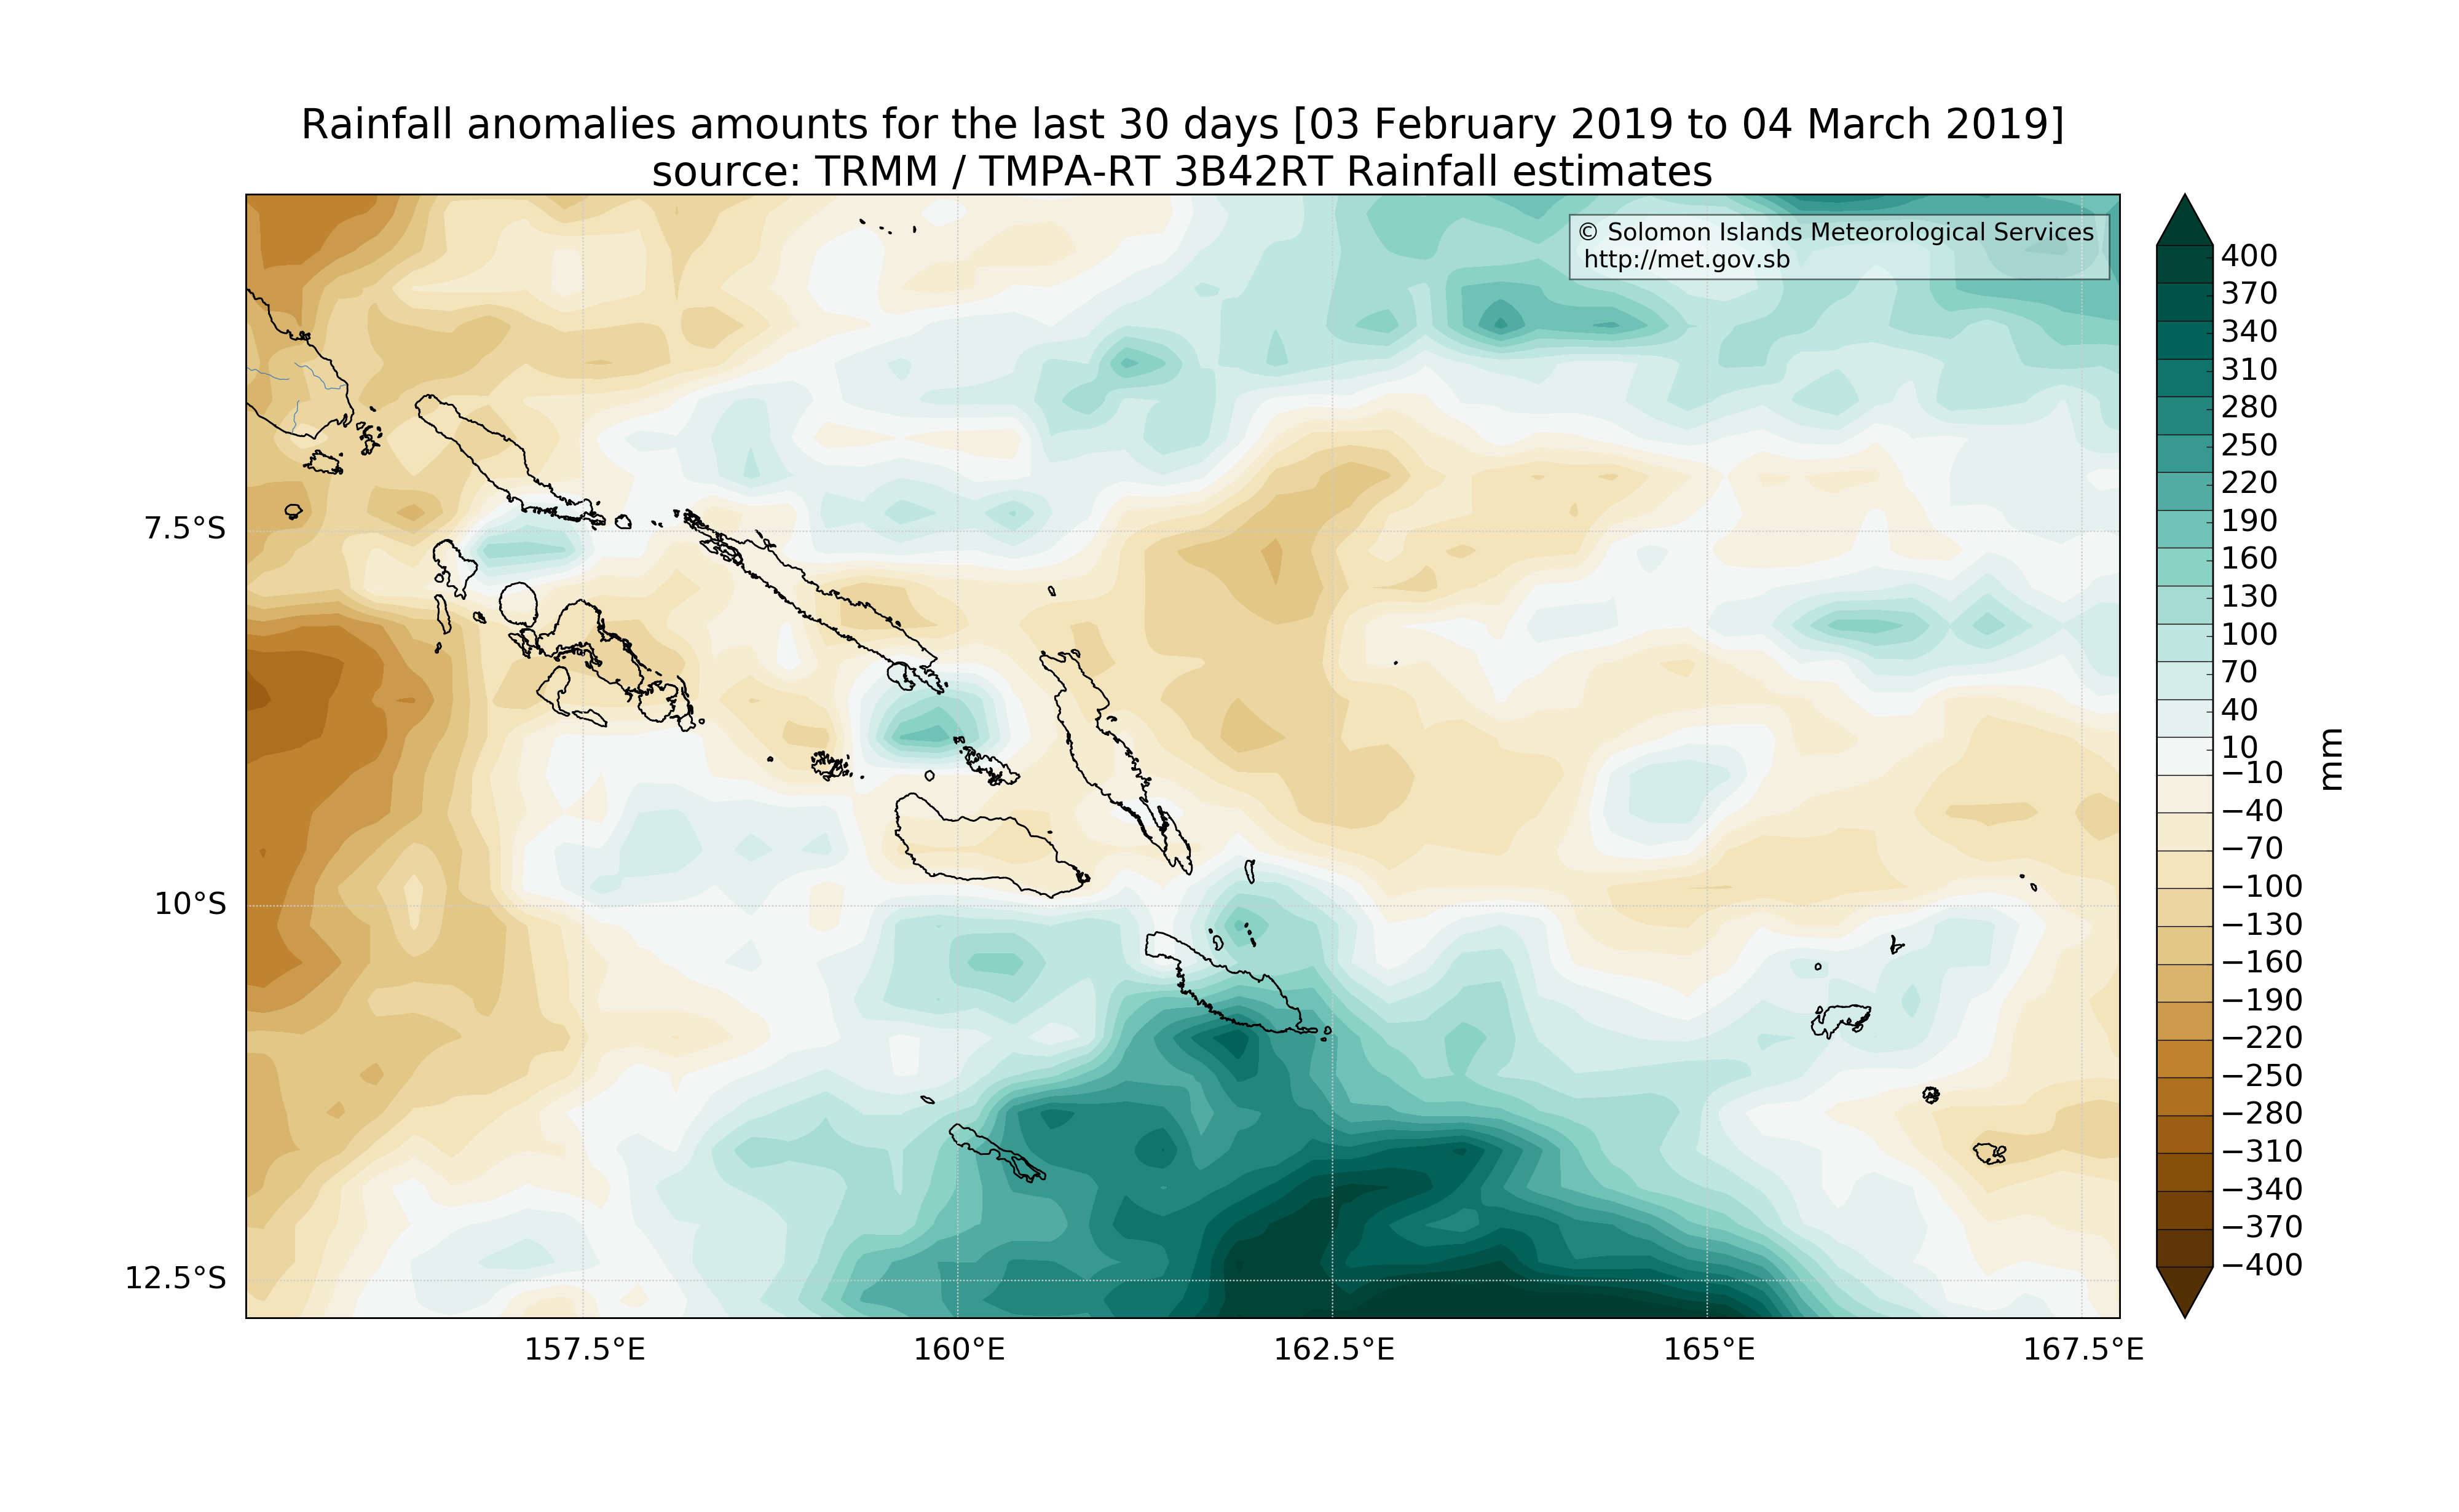 Rainfall anomalies amounts for the last 30 days [03 February 2019 to 04 March 2019]
source: TRMM / TMPA-RT 3B42RT Rainfall estimates
© Solomon Islands Meteorological Services
http://met.gov.sb
7.5°S
10°S
12.5°S
157.5°E
160°E
162.5°E
165°E
167.5°E
400
370
340
310
280
250
220
190
160
130
100
70
40
10
−10
−40
−70
−100
−130
−160
−190
−220
−250
−280
−310
−340
−370
−400
mm